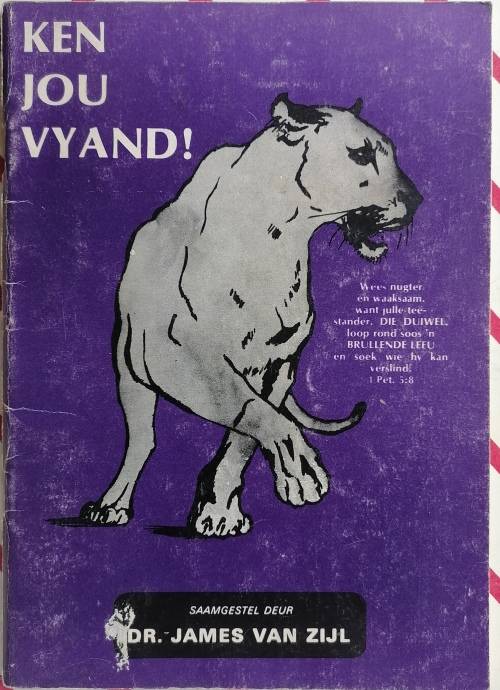 KEN
JOU
VYAND!
Wees nugter
en waaksaam,
want julle teë-
stander, DIE DUIWEL,
loop rond soos 'n
BRULLENDE LEEU
en soek wie hy kan
verslind.
1 Pet. 5:8
SAAMGESTEL DEUR
DR. JAMES VAN ZIJL